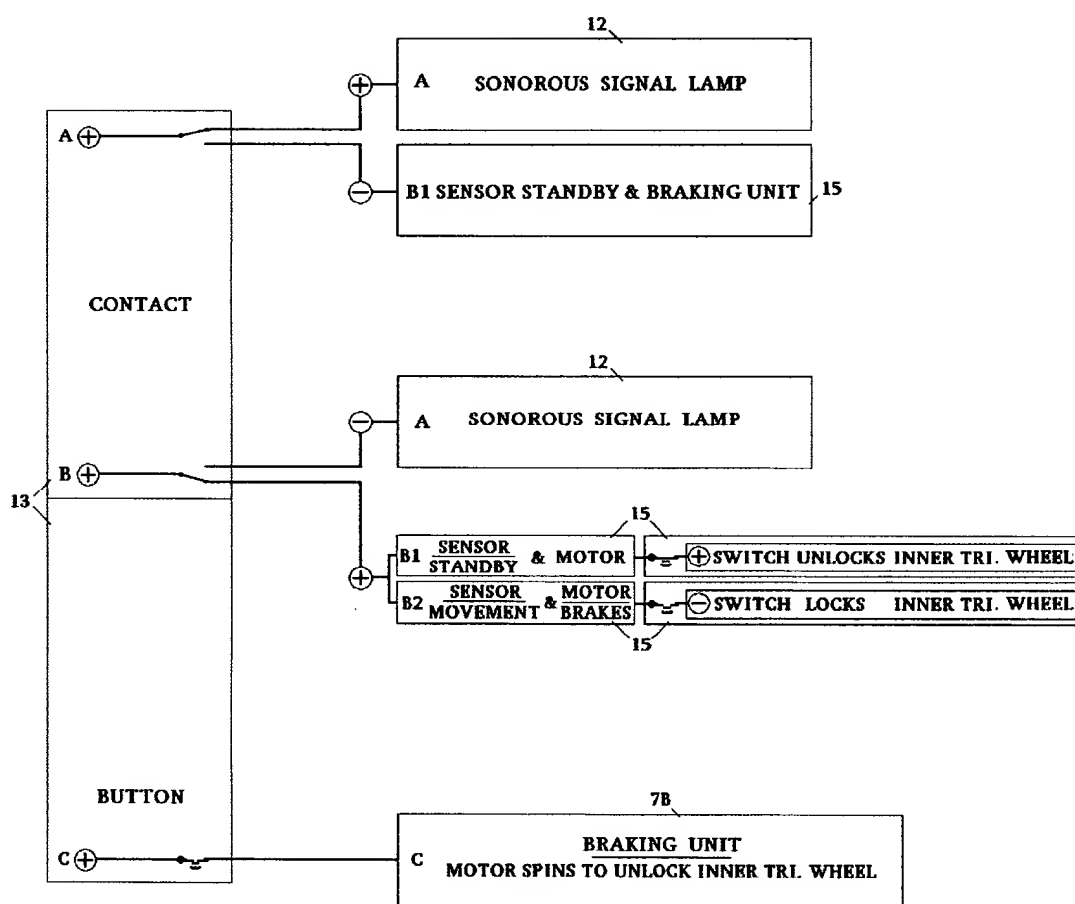 12
A SONOROUS SIGNAL LAMP
A +
+
B1 SENSOR STANDBY & BRAKING UNIT 15
−
CONTACT
12
A SONOROUS SIGNAL LAMP
−
B +
13
15
B1 SENSOR STANDBY & MOTOR + SWITCH UNLOCKS INNER TRI. WHEEL
+
B2 SENSOR MOVEMENT & MOTOR BRAKES − SWITCH LOCKS INNER TRI. WHEEL
15
BUTTON
7B
C +
C BRAKING UNIT
MOTOR SPINS TO UNLOCK INNER TRI. WHEEL